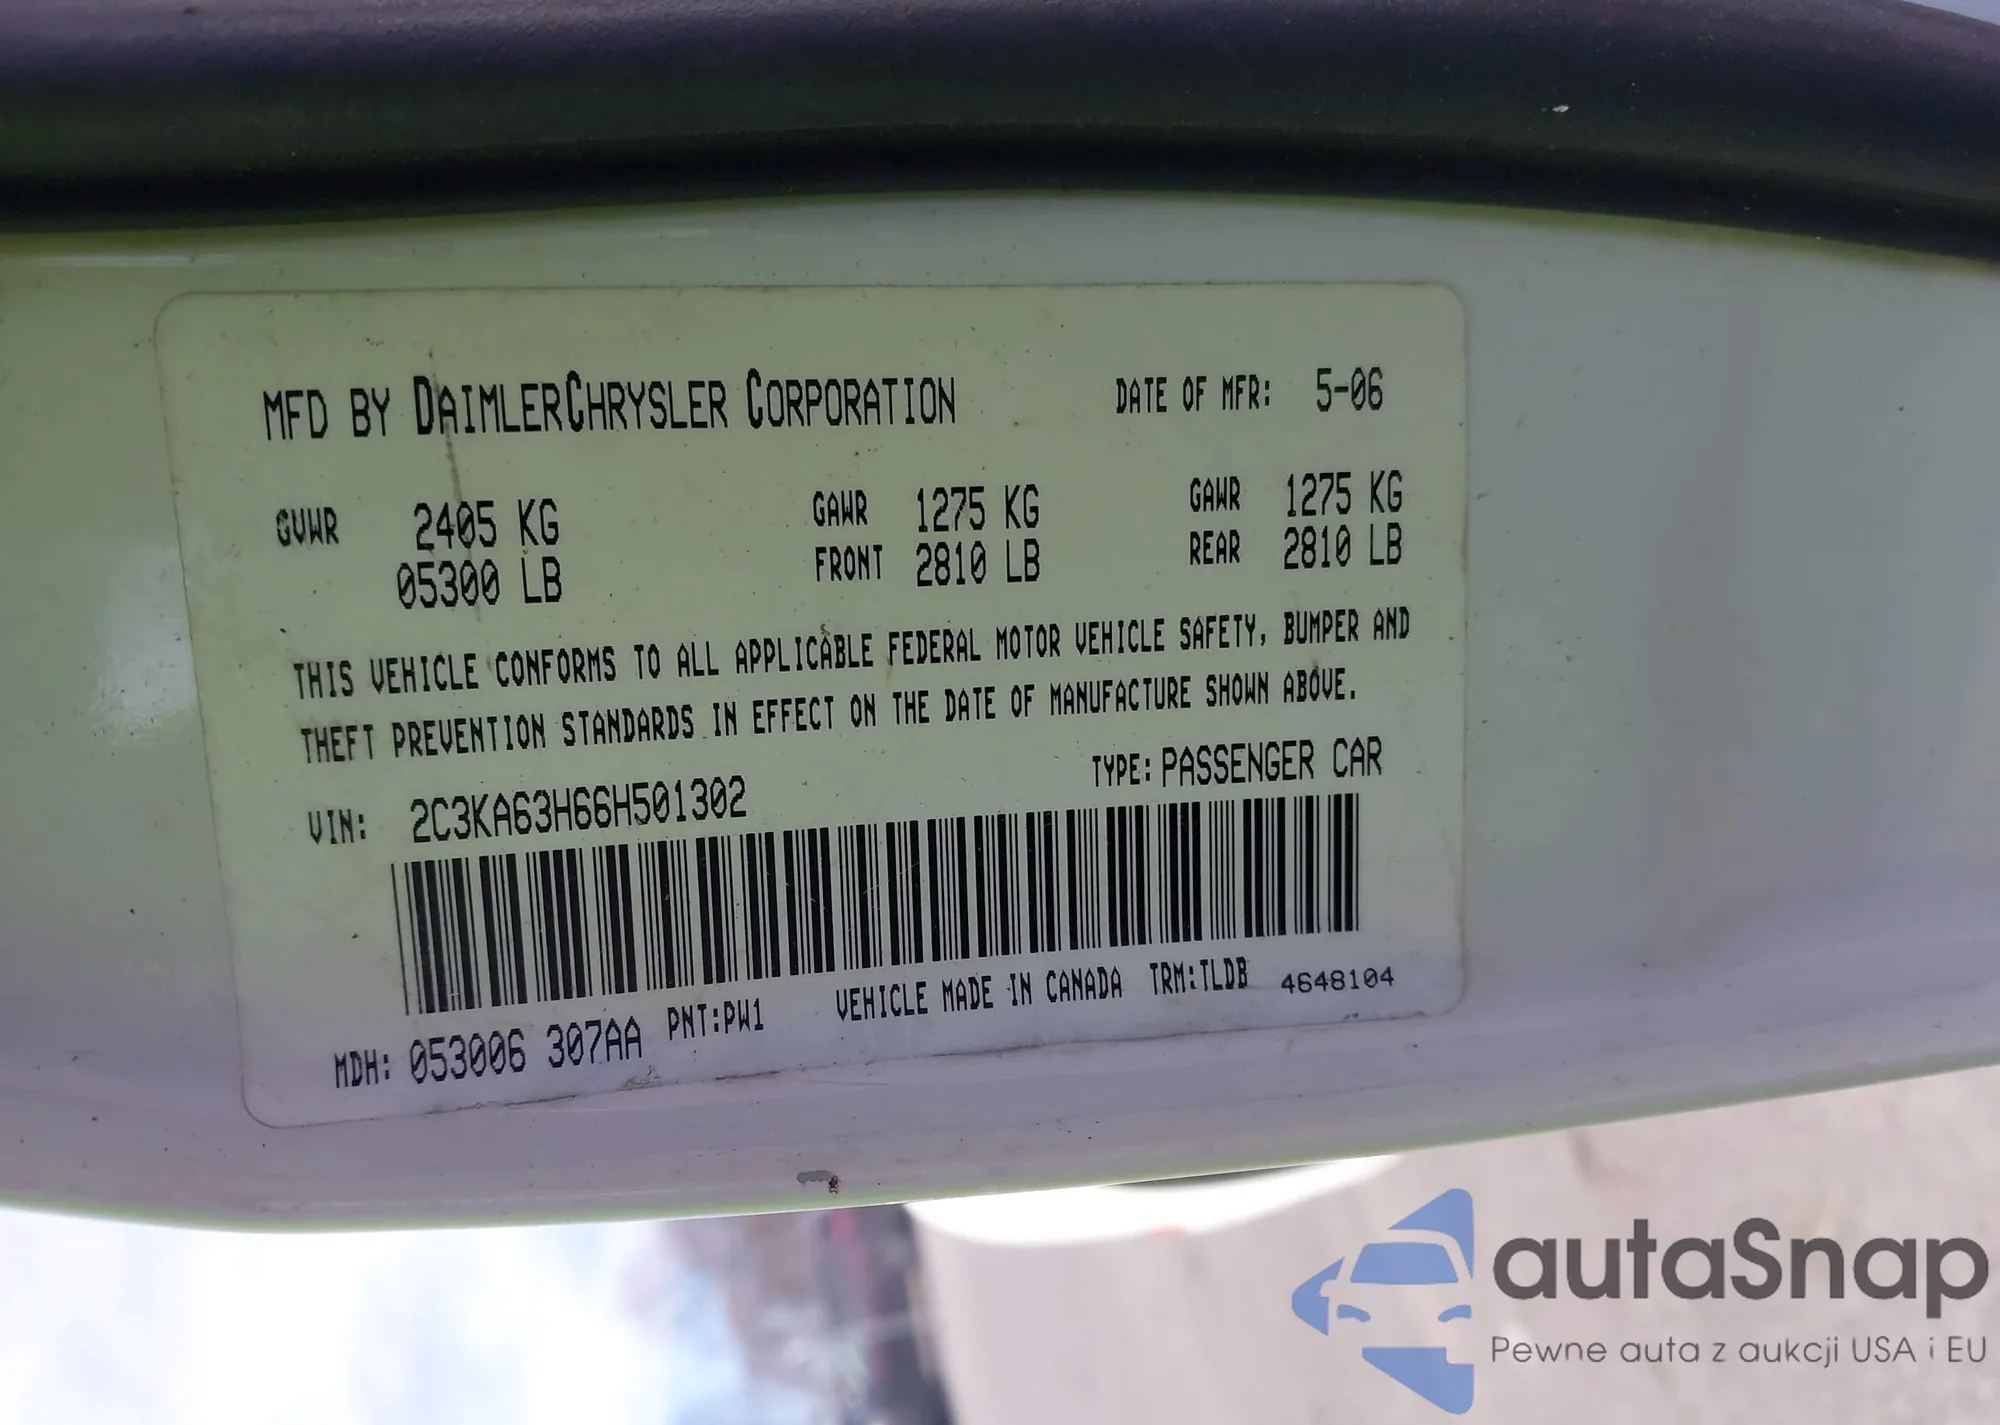 MFD BY DAIMLERCHRYSLER CORPORATION DATE OF MFR: 5-06
GVWR 2405 KG GAWR 1275 KG GAWR 1275 KG
05300 LB FRONT 2810 LB REAR 2810 LB
THIS VEHICLE CONFORMS TO ALL APPLICABLE FEDERAL MOTOR VEHICLE SAFETY, BUMPER AND
THEFT PREVENTION STANDARDS IN EFFECT ON THE DATE OF MANUFACTURE SHOWN ABOVE.
VIN: 2C3KA63H66H501302 TYPE: PASSENGER CAR
MDH: 053006 307AA PNT:PW1 VEHICLE MADE IN CANADA TRM:TLDB 4648104
autaSnap
Pewne auta z aukcji USA i EU